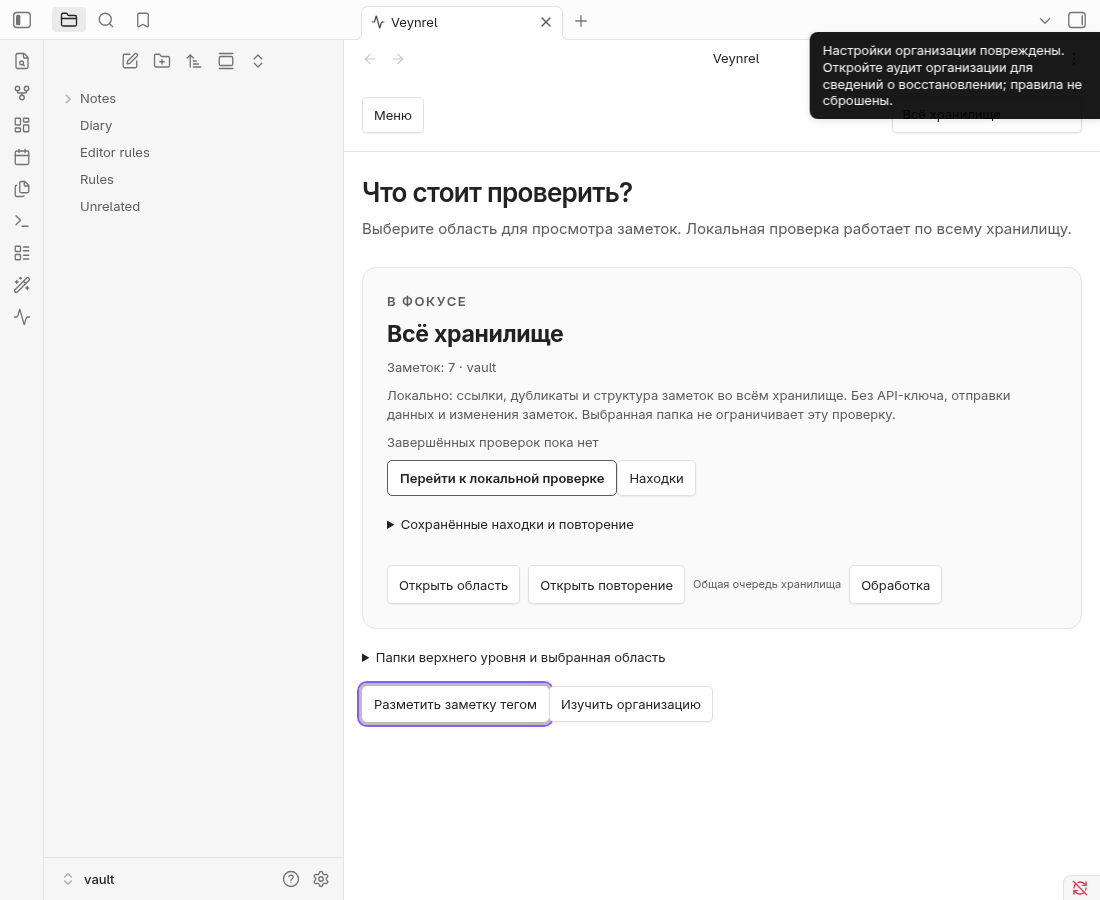 Veynrel
Notes
Diary
Editor rules
Rules
Unrelated
vault
Veynrel
Настройки организации повреждены.
Откройте аудит организации для
сведений о восстановлении; правила не
сброшены.
Меню
Всё хранилище
Что стоит проверить?
Выберите область для просмотра заметок. Локальная проверка работает по всему хранилищу.
В ФОКУСЕ
Всё хранилище
Заметок: 7 · vault
Локально: ссылки, дубликаты и структура заметок во всём хранилище. Без API-ключа, отправки
данных и изменения заметок. Выбранная папка не ограничивает эту проверку.
Завершённых проверок пока нет
Перейти к локальной проверке
Находки
Сохранённые находки и повторение
Открыть область
Открыть повторение
Общая очередь хранилища
Обработка
Папки верхнего уровня и выбранная область
Разметить заметку тегом
Изучить организацию